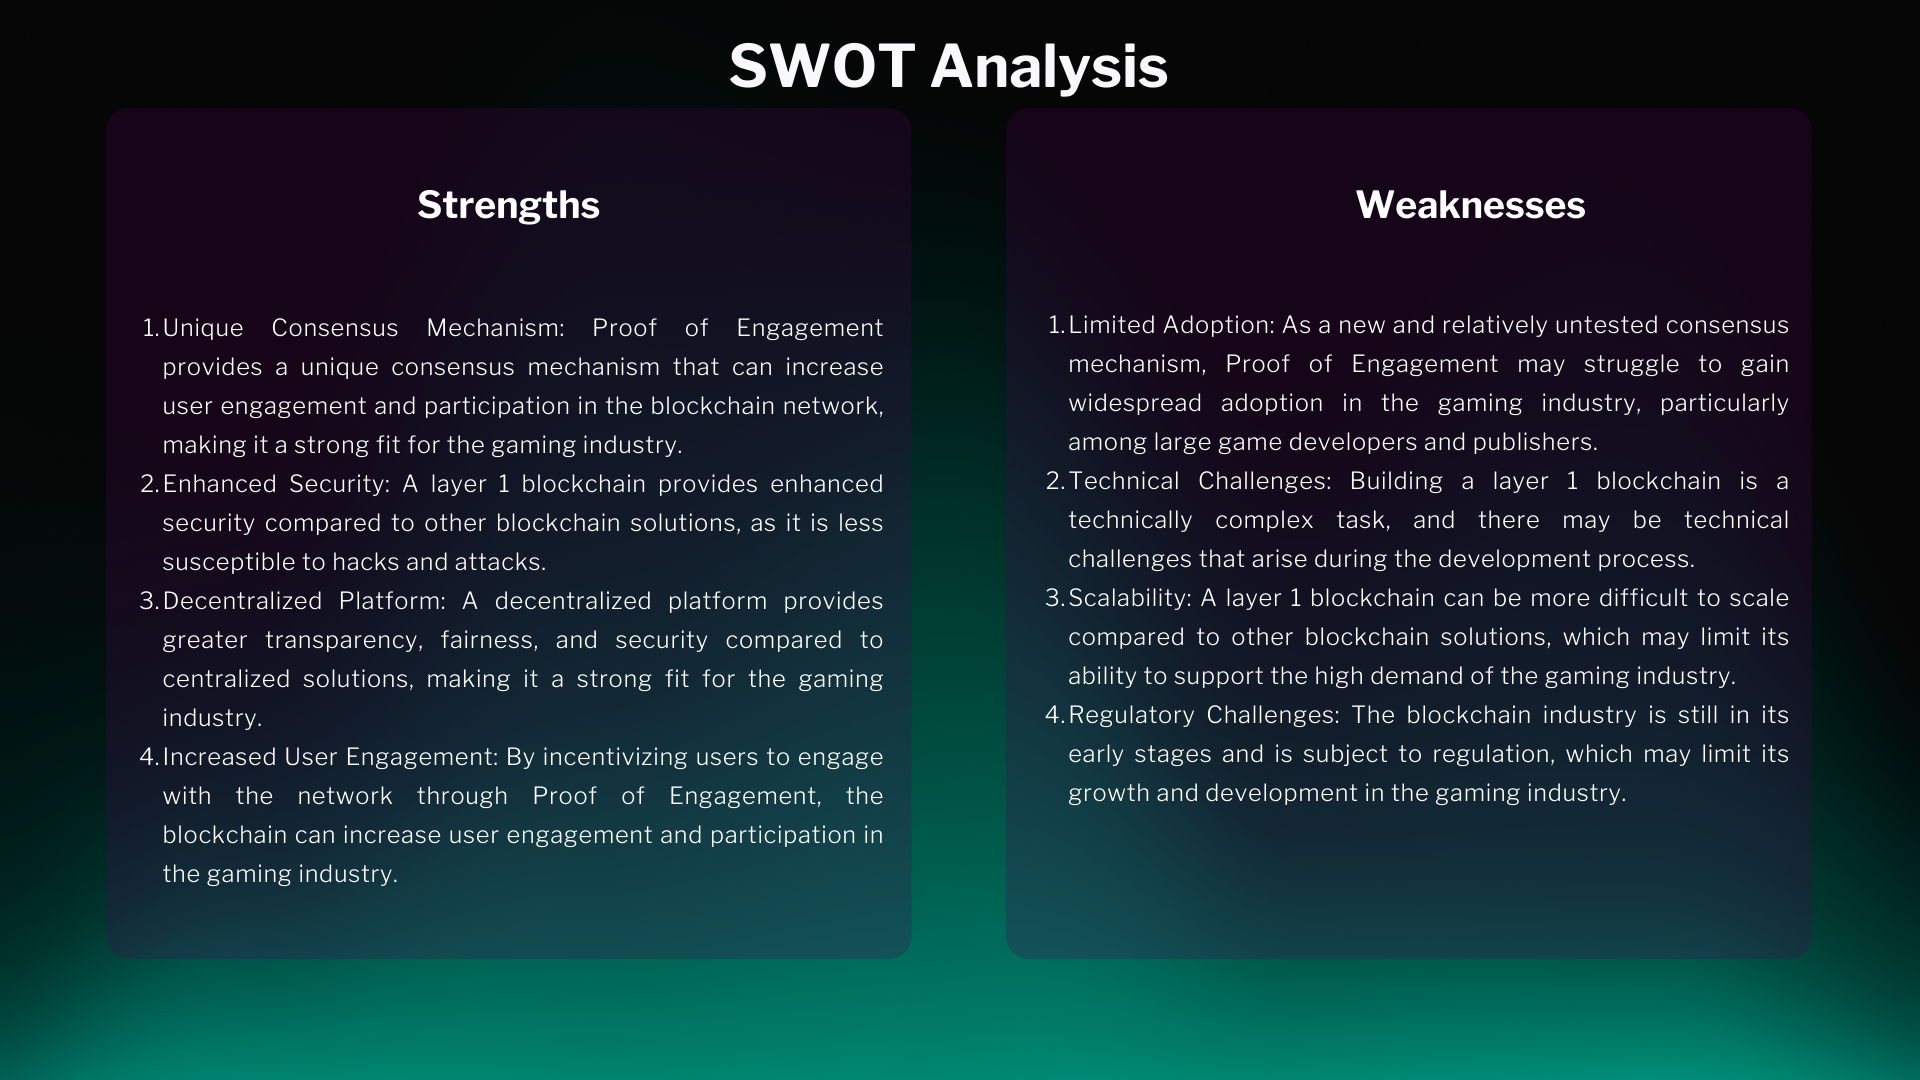 SWOT Analysis
Strengths
1. Unique Consensus Mechanism: Proof of Engagement
provides a unique consensus mechanism that can increase
user engagement and participation in the blockchain network,
making it a strong fit for the gaming industry.
2. Enhanced Security: A layer 1 blockchain provides enhanced
security compared to other blockchain solutions, as it is less
susceptible to hacks and attacks.
3. Decentralized Platform: A decentralized platform provides
greater transparency, fairness, and security compared to
centralized solutions, making it a strong fit for the gaming
industry.
4. Increased User Engagement: By incentivizing users to engage
with the network through Proof of Engagement, the
blockchain can increase user engagement and participation in
the gaming industry.
Weaknesses
1. Limited Adoption: As a new and relatively untested consensus
mechanism, Proof of Engagement may struggle to gain
widespread adoption in the gaming industry, particularly
among large game developers and publishers.
2. Technical Challenges: Building a layer 1 blockchain is a
technically complex task, and there may be technical
challenges that arise during the development process.
3. Scalability: A layer 1 blockchain can be more difficult to scale
compared to other blockchain solutions, which may limit its
ability to support the high demand of the gaming industry.
4. Regulatory Challenges: The blockchain industry is still in its
early stages and is subject to regulation, which may limit its
growth and development in the gaming industry.